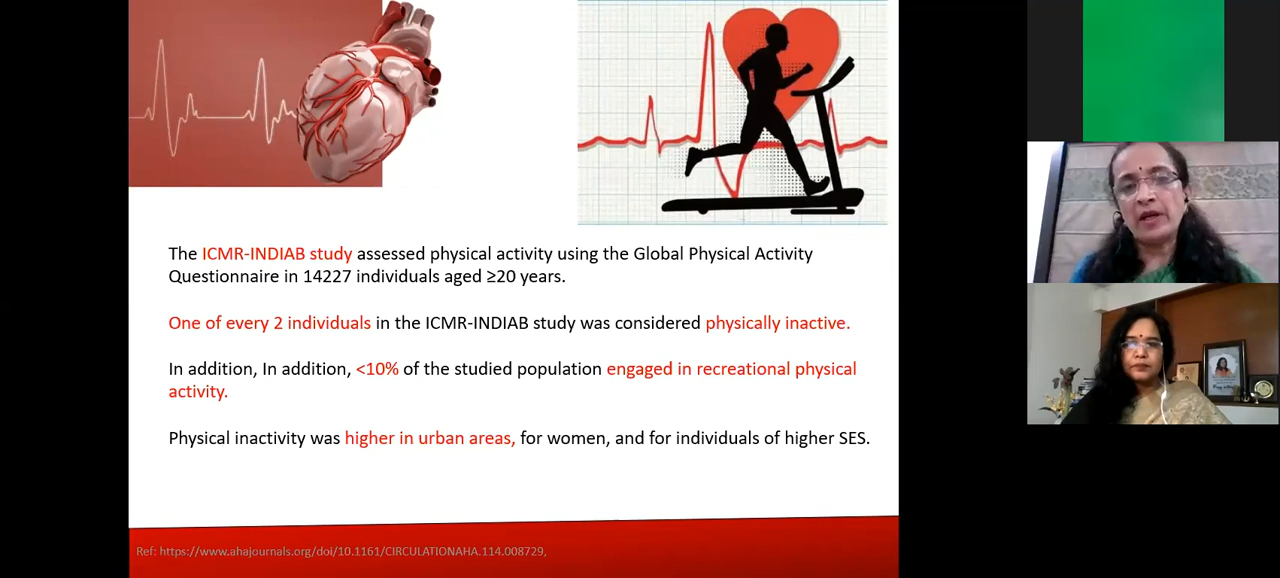 The ICMR-INDIAB study assessed physical activity using the Global Physical Activity
Questionnaire in 14227 individuals aged ≥20 years.
One of every 2 individuals in the ICMR-INDIAB study was considered physically inactive.
In addition, In addition, <10% of the studied population engaged in recreational physical
activity.
Physical inactivity was higher in urban areas, for women, and for individuals of higher SES.
Ref: https://www.ahajournals.org/doi/10.1161/CIRCULATIONAHA.114.008729,